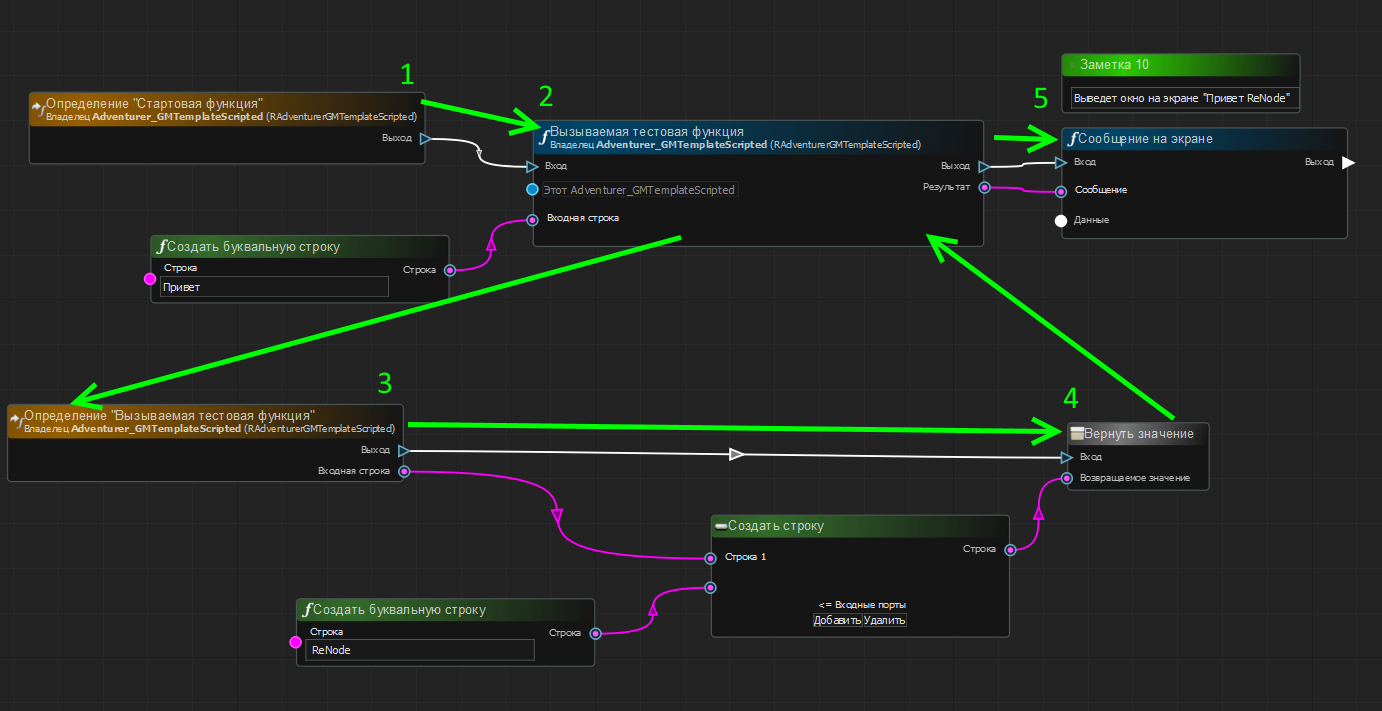 1
Определение "Стартовая функция"
Владелец Adventurer_GMTemplateScripted (RAdventurerGMTemplateScripted)
Выход
2
Вызываемая тестовая функция
Владелец Adventurer_GMTemplateScripted (RAdventurerGMTemplateScripted)
Вход
Выход
Этот Adventurer_GMTemplateScripted
Результат
Входная строка
5
Заметка 10
Выведет окно на экране "Привет ReNode"
Сообщение на экране
Вход
Выход
Сообщение
Данные
Создать буквальную строку
Строка
Строка
Привет
3
Определение "Вызываемая тестовая функция"
Владелец Adventurer_GMTemplateScripted (RAdventurerGMTemplateScripted)
Выход
Входная строка
4
Вернуть значение
Вход
Возвращаемое значение
Создать строку
Строка
Строка 1
<= Входные порты
Добавить Удалить
Создать буквальную строку
Строка
Строка
ReNode